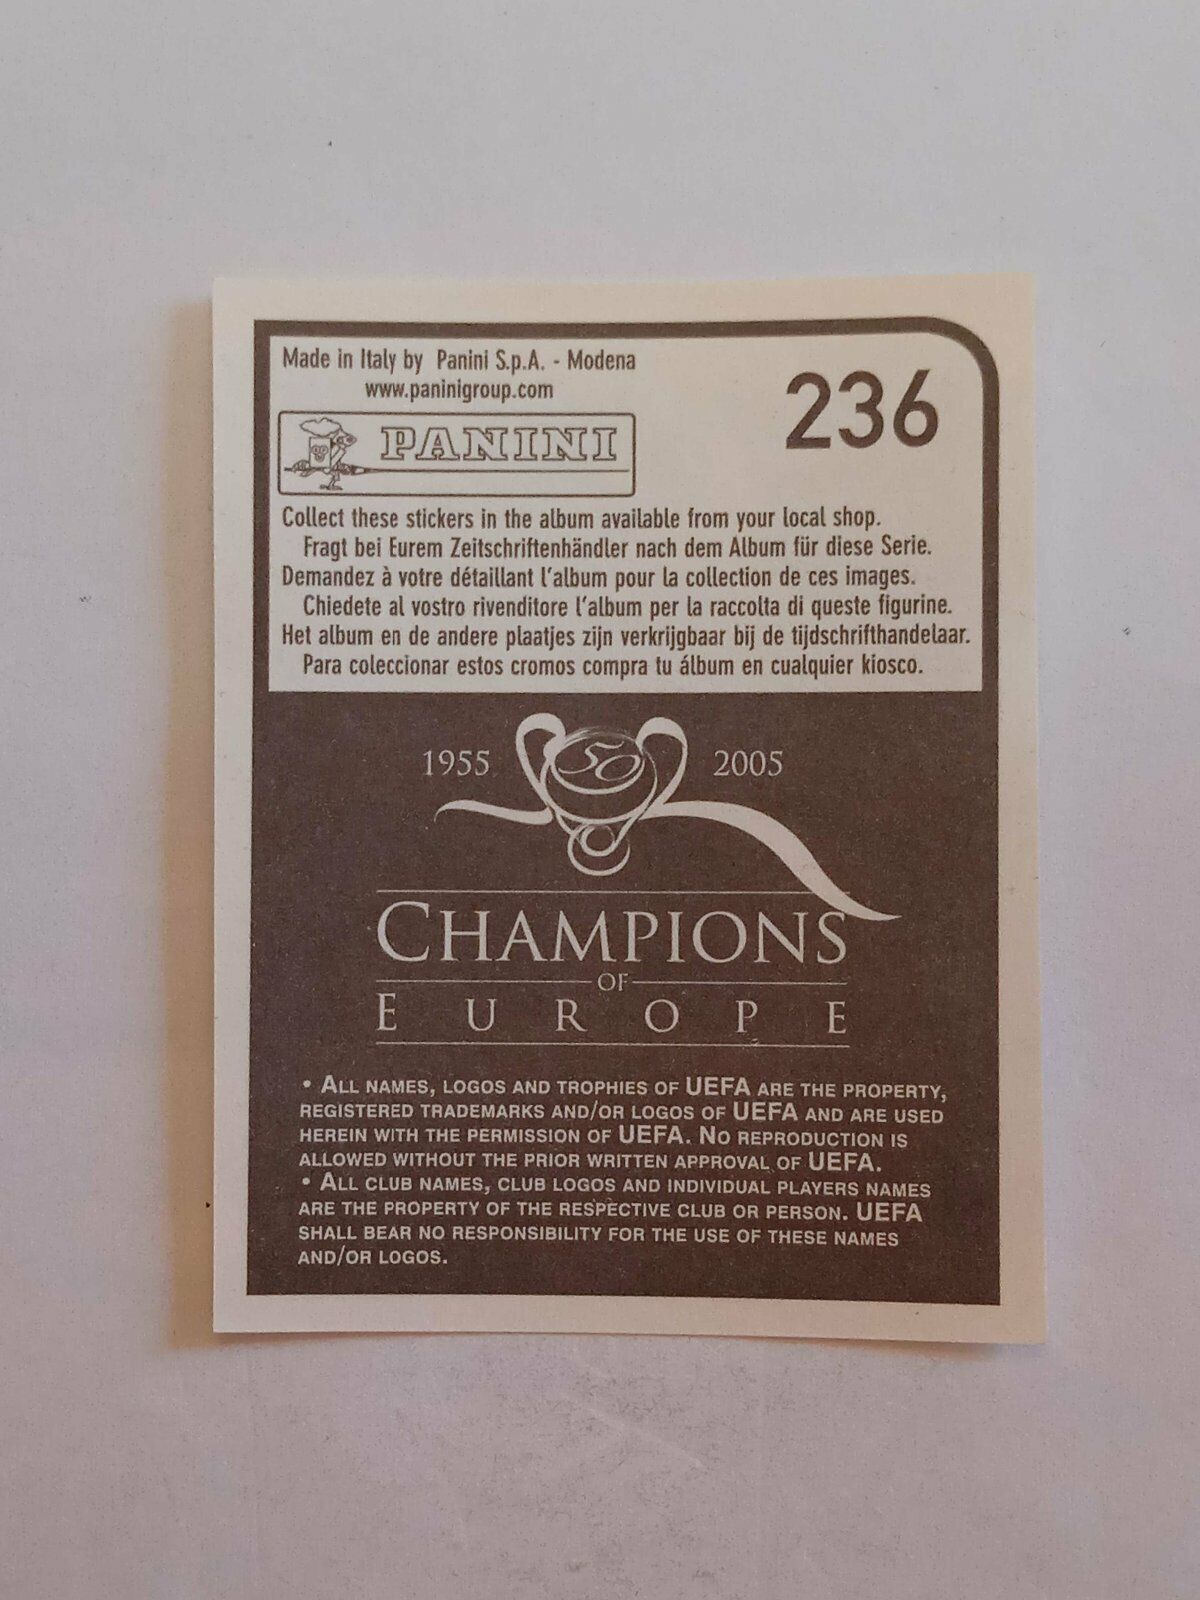 Made in Italy by Panini S.p.A. - Modena
www.paninigroup.com
236
PANINI
Collect these stickers in the album available from your local shop.
Fragt bei Eurem Zeitschriftenhändler nach dem Album für diese Serie.
Demandez à votre détaillant l'album pour la collection de ces images.
Chiedete al vostro rivenditore l'album per la raccolta di queste figurine.
Het album en de andere plaatjes zijn verkrijgbaar bij de tijdschrifthandelaar.
Para coleccionar estos cromos compra tu álbum en cualquier kiosco.
1955 50 2005
CHAMPIONS
OF
EUROPE
• ALL NAMES, LOGOS AND TROPHIES OF UEFA ARE THE PROPERTY,
REGISTERED TRADEMARKS AND/OR LOGOS OF UEFA AND ARE USED
HEREIN WITH THE PERMISSION OF UEFA. NO REPRODUCTION IS
ALLOWED WITHOUT THE PRIOR WRITTEN APPROVAL OF UEFA.
• ALL CLUB NAMES, CLUB LOGOS AND INDIVIDUAL PLAYERS NAMES
ARE THE PROPERTY OF THE RESPECTIVE CLUB OR PERSON. UEFA
SHALL BEAR NO RESPONSIBILITY FOR THE USE OF THESE NAMES
AND/OR LOGOS.